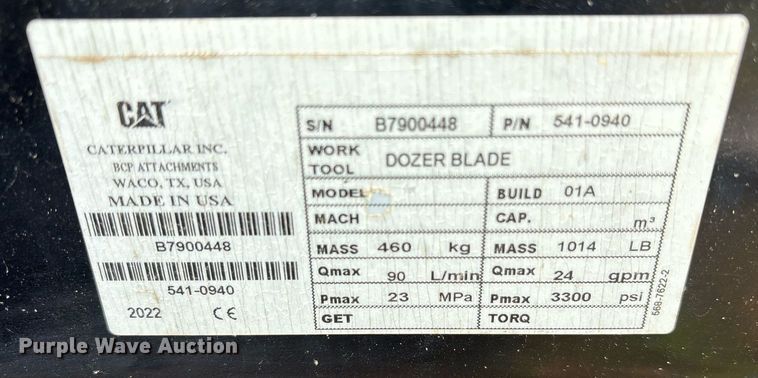 CAT
CATERPILLAR INC.
BCP ATTACHMENTS
WACO, TX, USA
MADE IN USA
B7900448
541-0940
2022 CE
S/N B7900448 P/N 541-0940
WORK TOOL DOZER BLADE
MODEL BUILD 01A
MACH CAP. m³
MASS 460 kg MASS 1014 LB
Qmax 90 L/min Qmax 24 gpm
Pmax 23 MPa Pmax 3300 psi
GET TORQ
569-7622-2
Purple Wave Auction